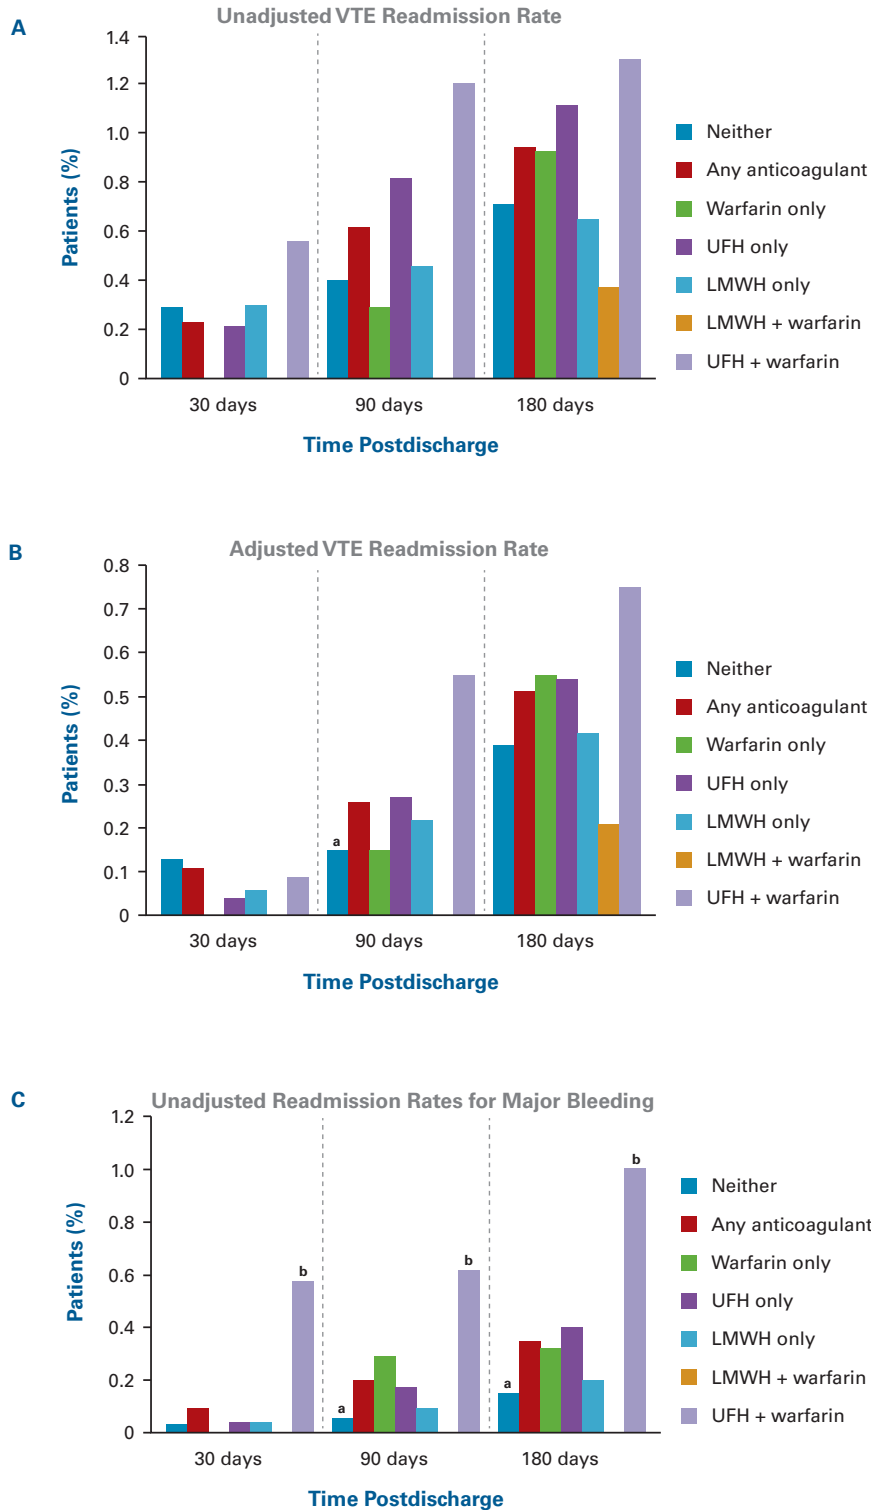 A
Unadjusted VTE Readmission Rate
Patients (%)
1.4
1.2
1.0
0.8
0.6
0.4
0.2
0
30 days
90 days
180 days
Time Postdischarge
Neither
Any anticoagulant
Warfarin only
UFH only
LMWH only
LMWH + warfarin
UFH + warfarin
B
Adjusted VTE Readmission Rate
Patients (%)
0.8
0.7
0.6
0.5
0.4
0.3
0.2
0.1
0
a
30 days
90 days
180 days
Time Postdischarge
Neither
Any anticoagulant
Warfarin only
UFH only
LMWH only
LMWH + warfarin
UFH + warfarin
C
Unadjusted Readmission Rates for Major Bleeding
Patients (%)
1.2
1.0
0.8
0.6
0.4
0.2
0
b
a
b
a
b
30 days
90 days
180 days
Time Postdischarge
Neither
Any anticoagulant
Warfarin only
UFH only
LMWH only
LMWH + warfarin
UFH + warfarin